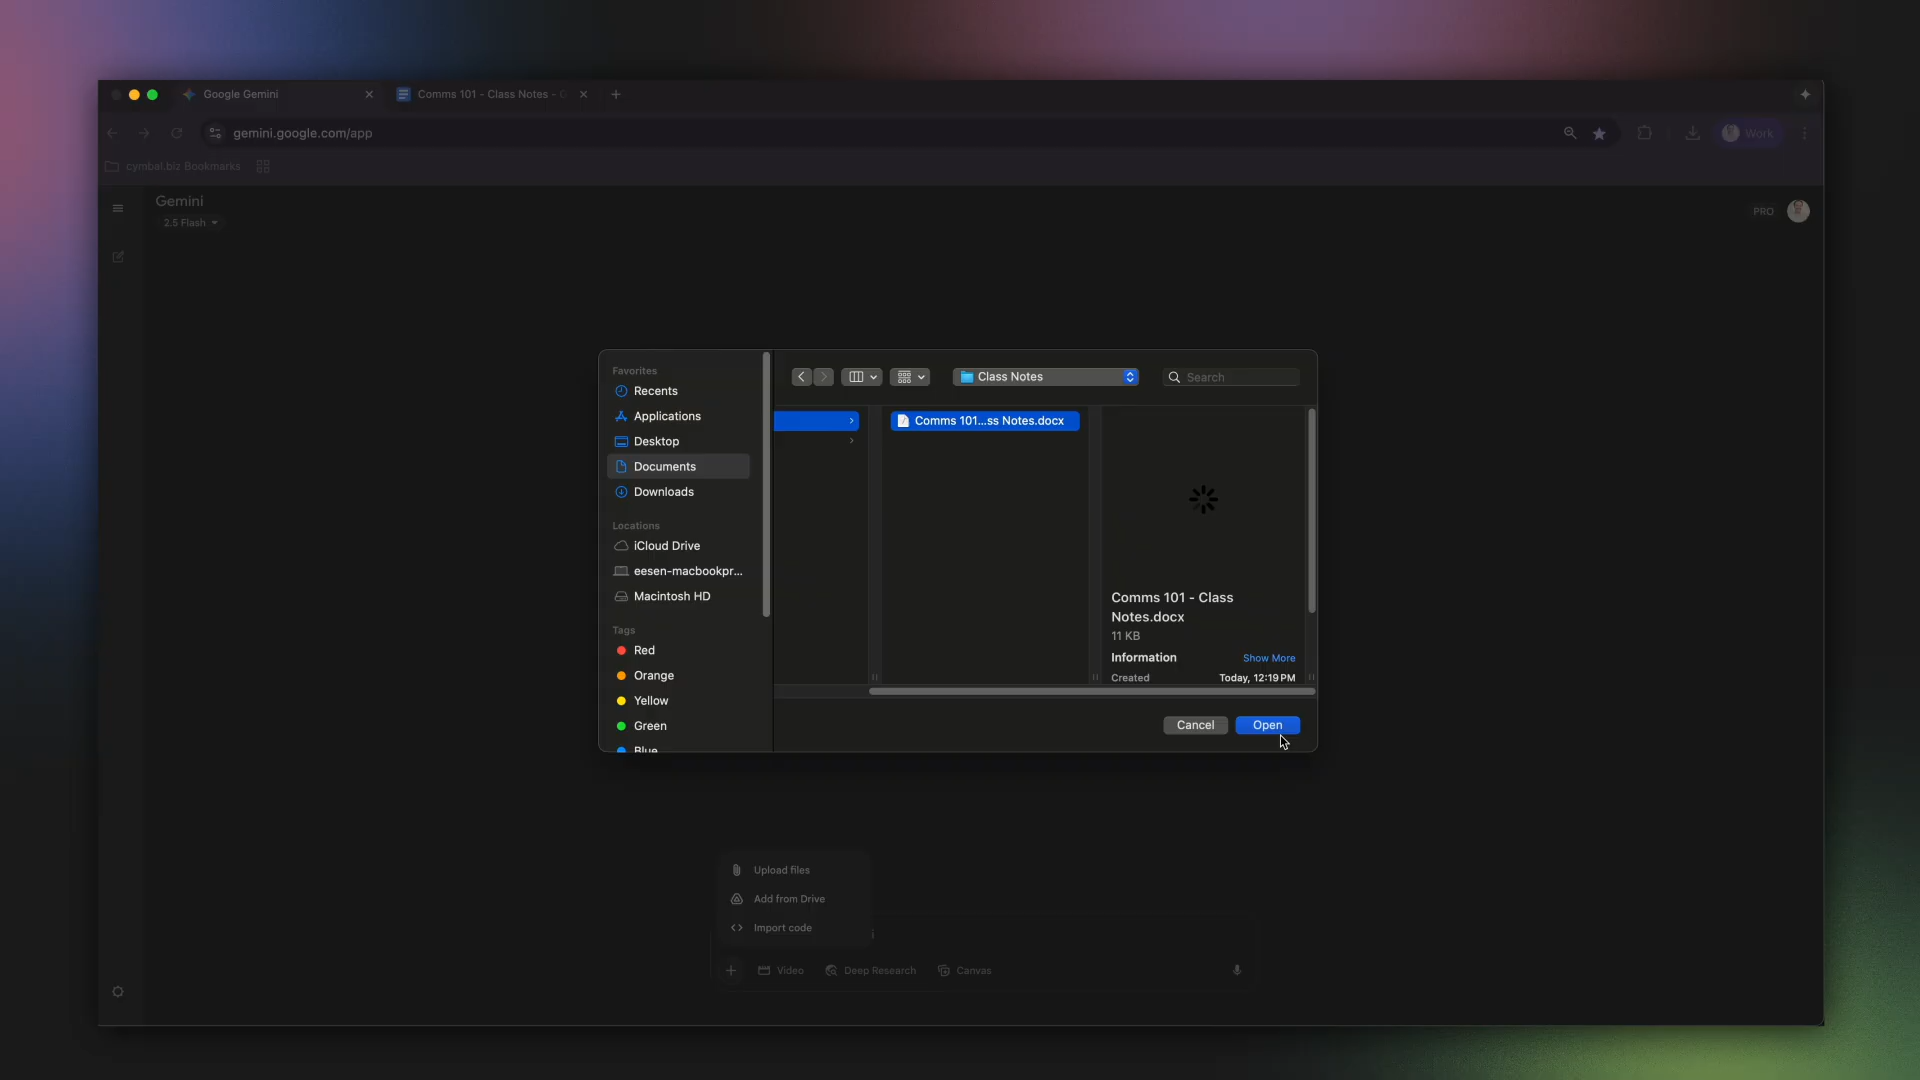 Google Gemini
Comms 101 - Class Notes - G
gemini.google.com/app
Work
cymbal.biz Bookmarks
Gemini
2.5 Flash
PRO
Favorites
Recents
Applications
Desktop
Documents
Downloads
Locations
iCloud Drive
eesen-macbookpr...
Macintosh HD
Tags
Red
Orange
Yellow
Green
Blue
Class Notes
Search
Comms 101...ss Notes.docx
Comms 101 - Class
Notes.docx
11 KB
Information Show More
Created Today, 12:19 PM
Cancel
Open
Upload files
Add from Drive
Import code
Video
Deep Research
Canvas